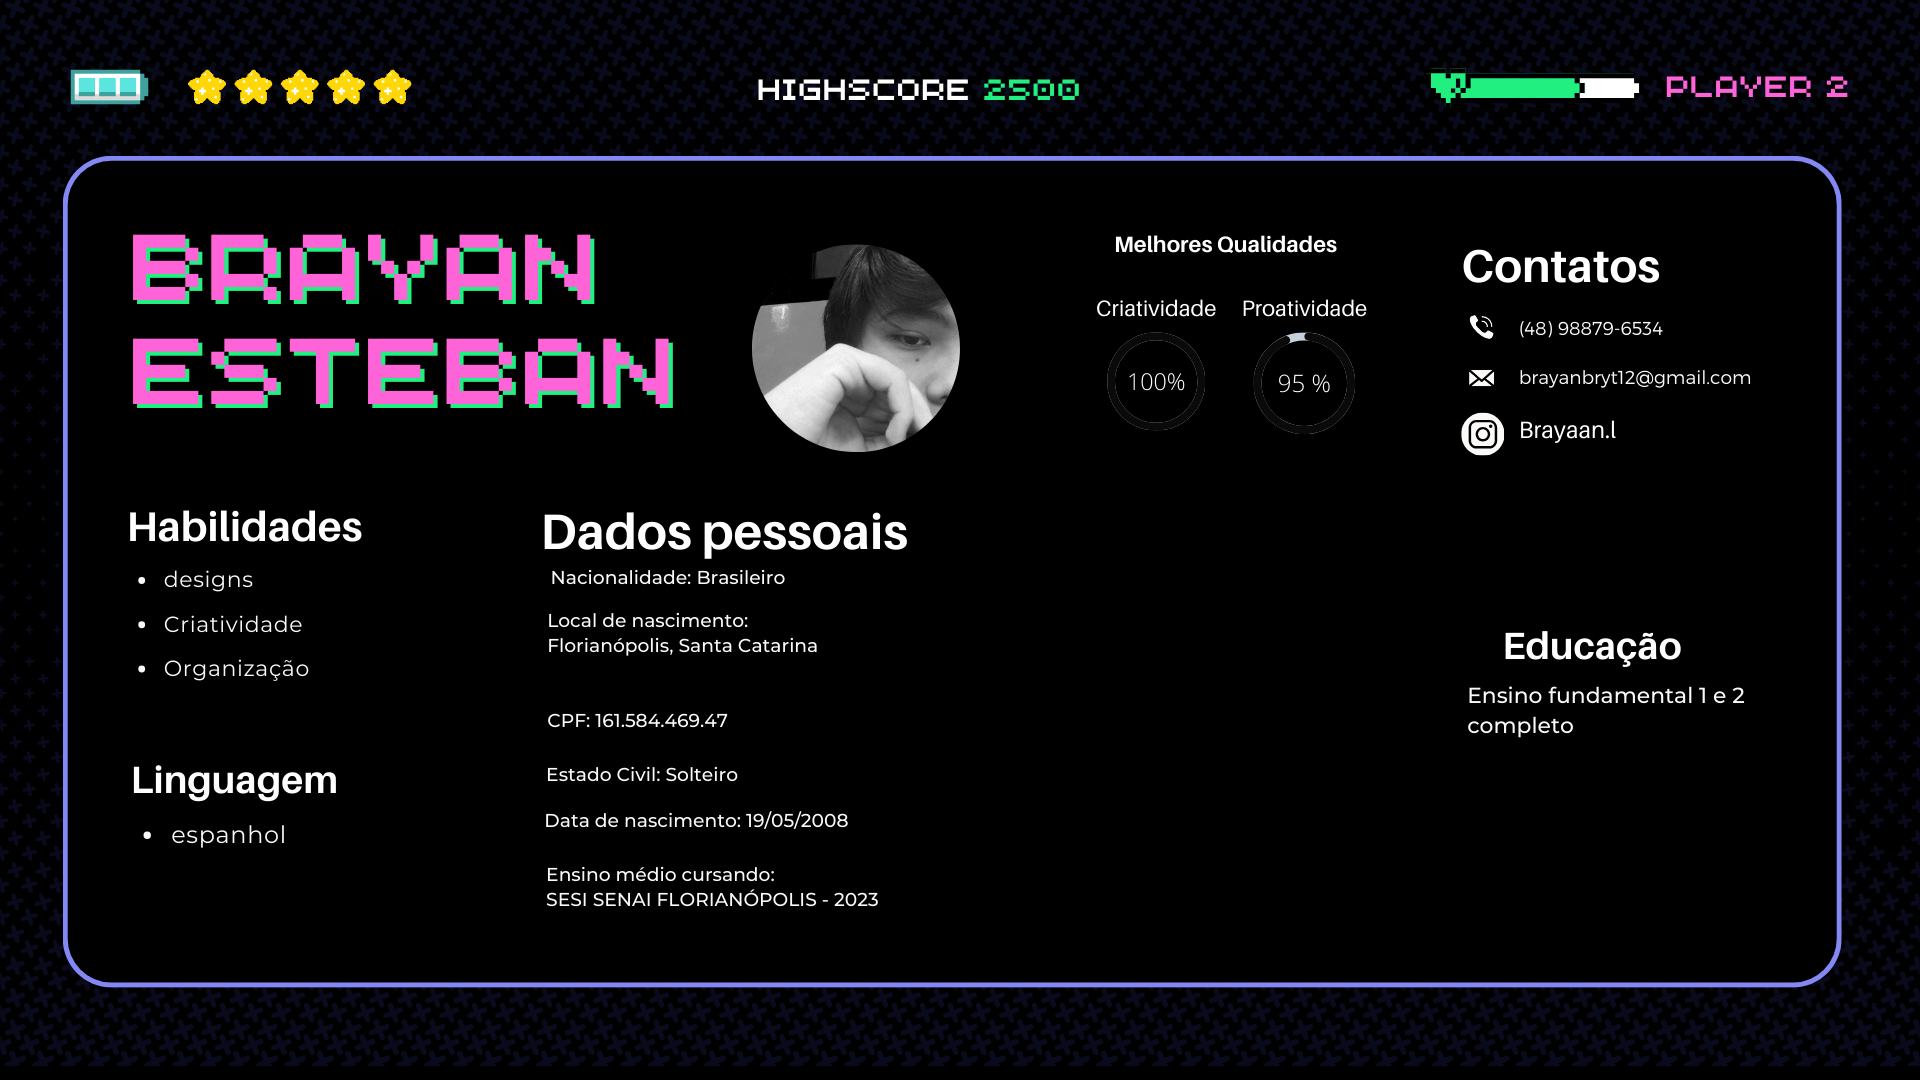 HIGHSCORE 2500
PLAYER 2
BRAYAN
ESTEBAN
Melhores Qualidades
Criatividade
Proatividade
100%
95 %
Contatos
(48) 98879-6534
brayanbryt12@gmail.com
Brayaan.l
Habilidades
• designs
• Criatividade
• Organização
Linguagem
• espanhol
Dados pessoais
Nacionalidade: Brasileiro
Local de nascimento:
Florianópolis, Santa Catarina
CPF: 161.584.469.47
Estado Civil: Solteiro
Data de nascimento: 19/05/2008
Ensino médio cursando:
SESI SENAI FLORIANÓPOLIS - 2023
Educação
Ensino fundamental 1 e 2
completo